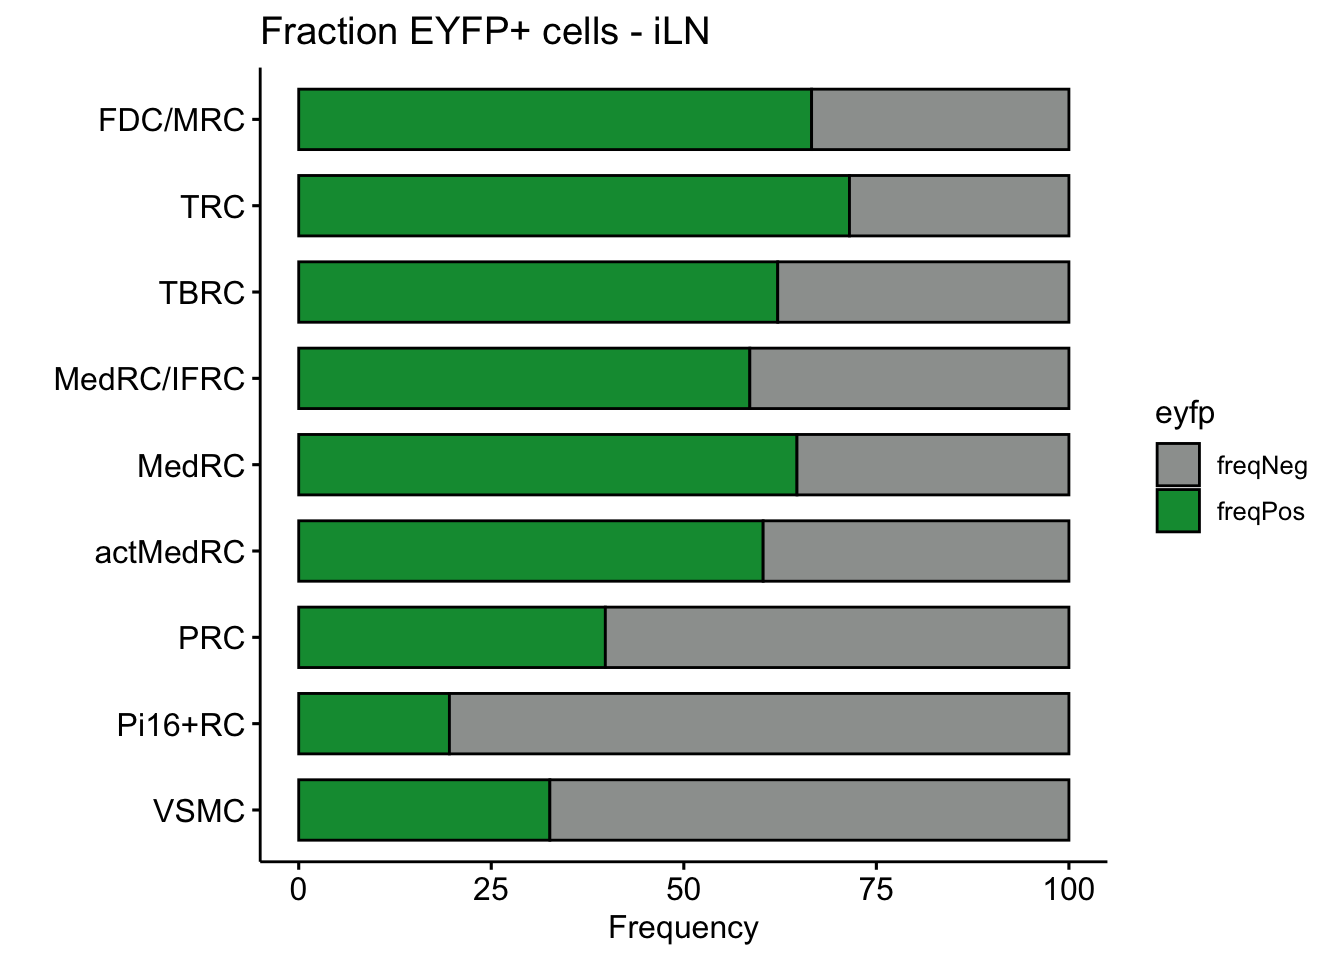 Fraction EYFP+ cells - iLN
FDC/MRC
TRC
TBRC
MedRC/IFRC
MedRC
actMedRC
PRC
Pi16+RC
VSMC
0 25 50 75 100
Frequency
eyfp
freqNeg
freqPos